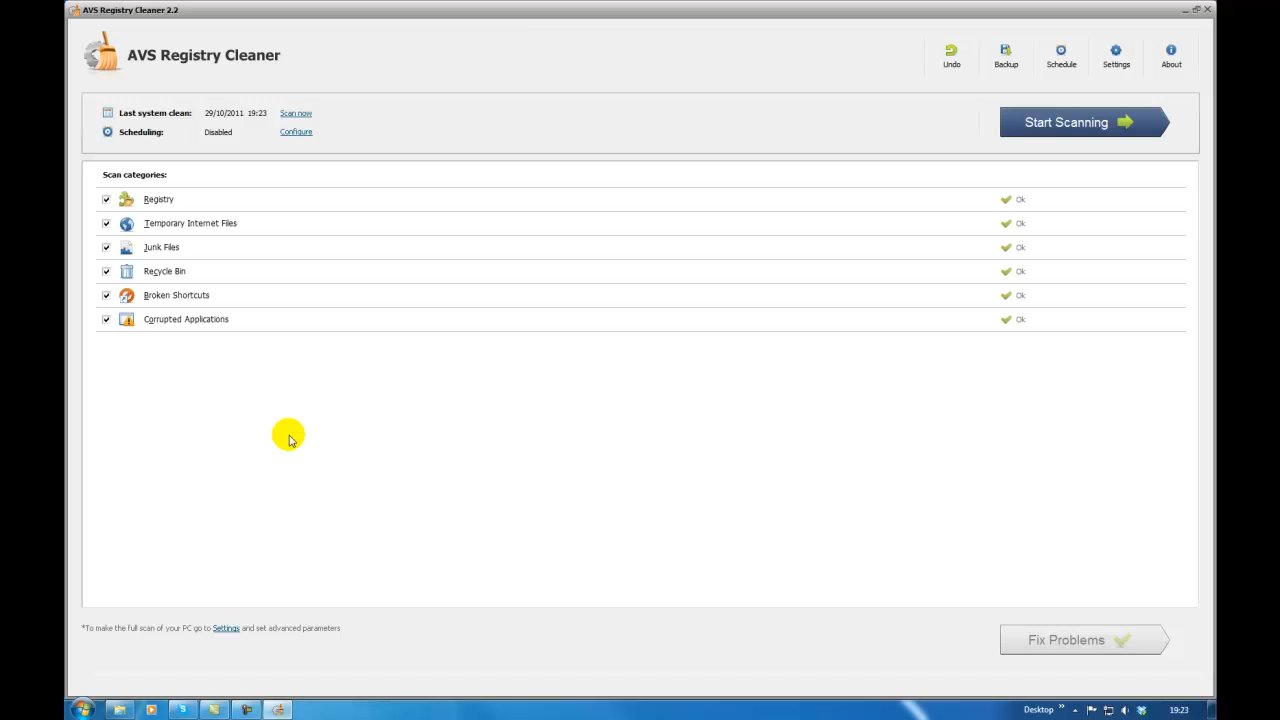 AVS Registry Cleaner 2.2
AVS Registry Cleaner
Undo Backup Schedule Settings About
Last system clean: 29/10/2011 19:23 Scan now
Scheduling: Disabled Configure
Start Scanning
Scan categories:
Registry Ok
Temporary Internet Files Ok
Junk Files Ok
Recycle Bin Ok
Broken Shortcuts Ok
Corrupted Applications Ok
*To make the full scan of your PC go to Settings and set advanced parameters
Fix Problems
Desktop » 19:23